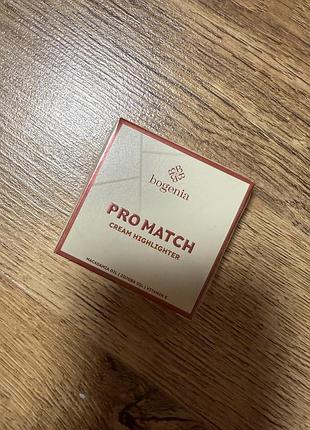 bogenia
PRO MATCH
CREAM HIGHLIGHTER
MACADAMIA OIL | JOJOBA OIL | VITAMIN E